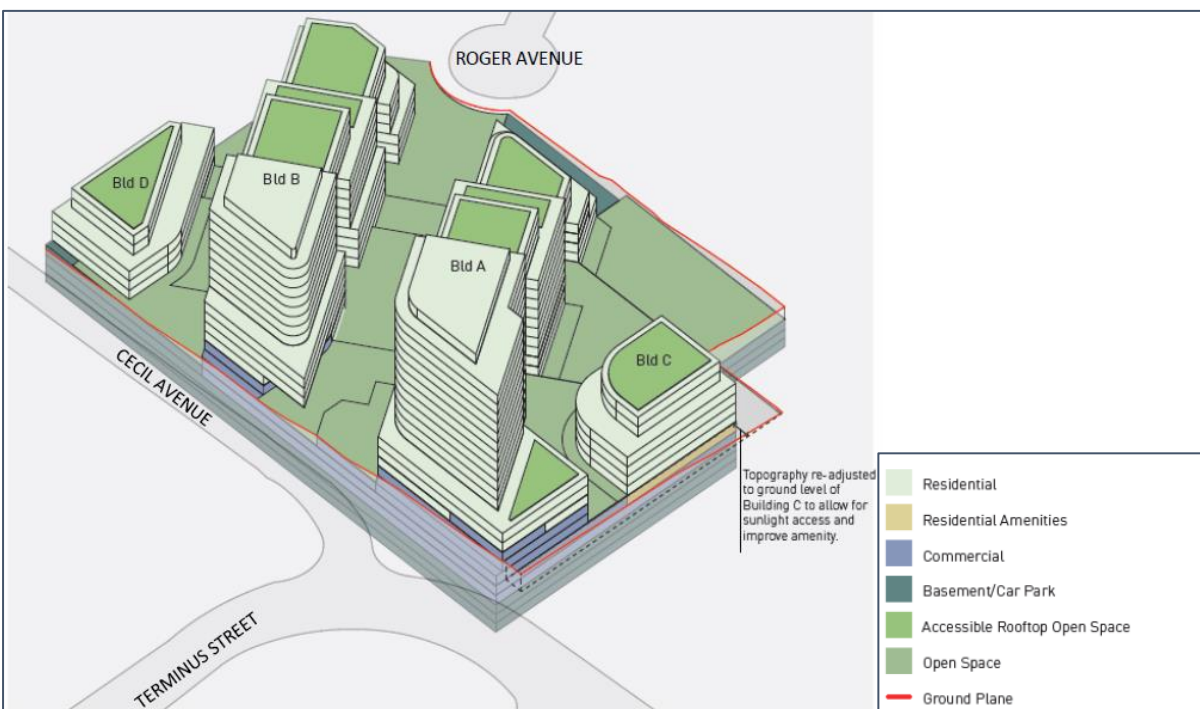 ROGER AVENUE
Bld D
Bld B
Bld A
Bld C
CECIL AVENUE
TERMINUS STREET
Topography re-adjusted
to ground level of
Building C to allow for
sunlight access and
improve amenity.
Residential
Residential Amenities
Commercial
Basement/Car Park
Accessible Rooftop Open Space
Open Space
Ground Plane